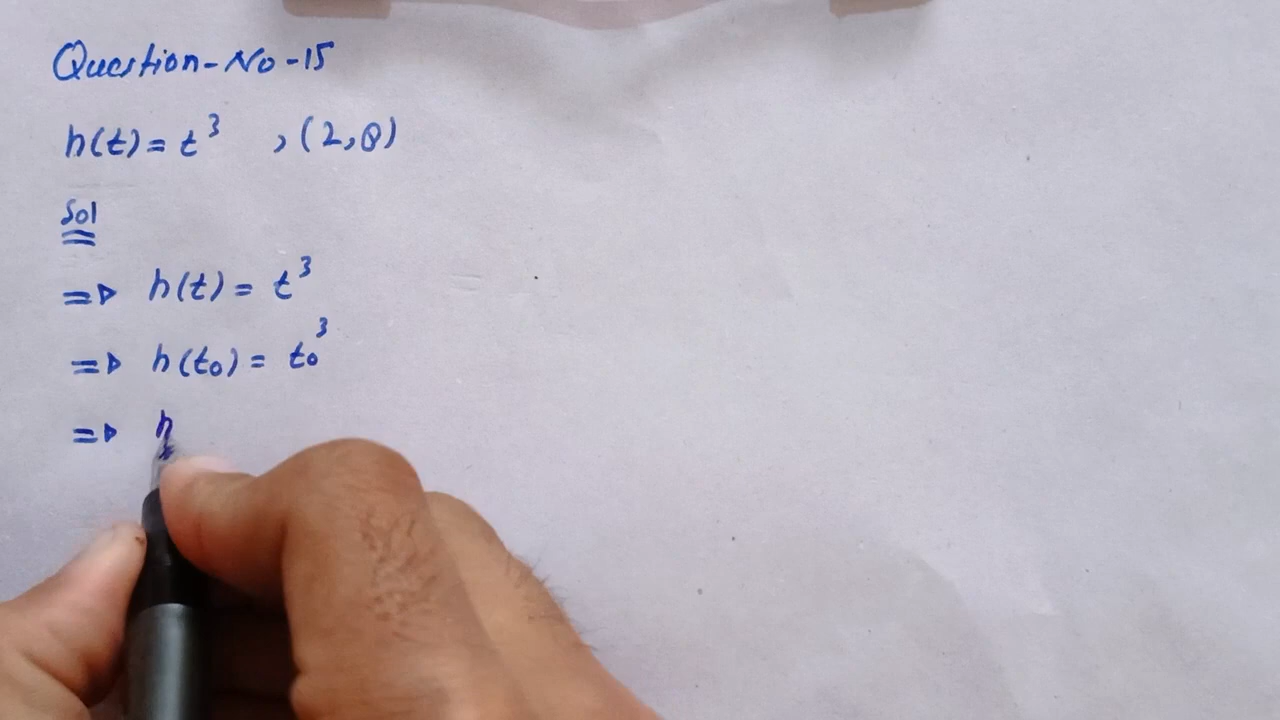 Question-No-15
h(t) = t³ , (2,8)
Sol
=> h(t) = t³
=> h(t₀) = t₀³
=> h